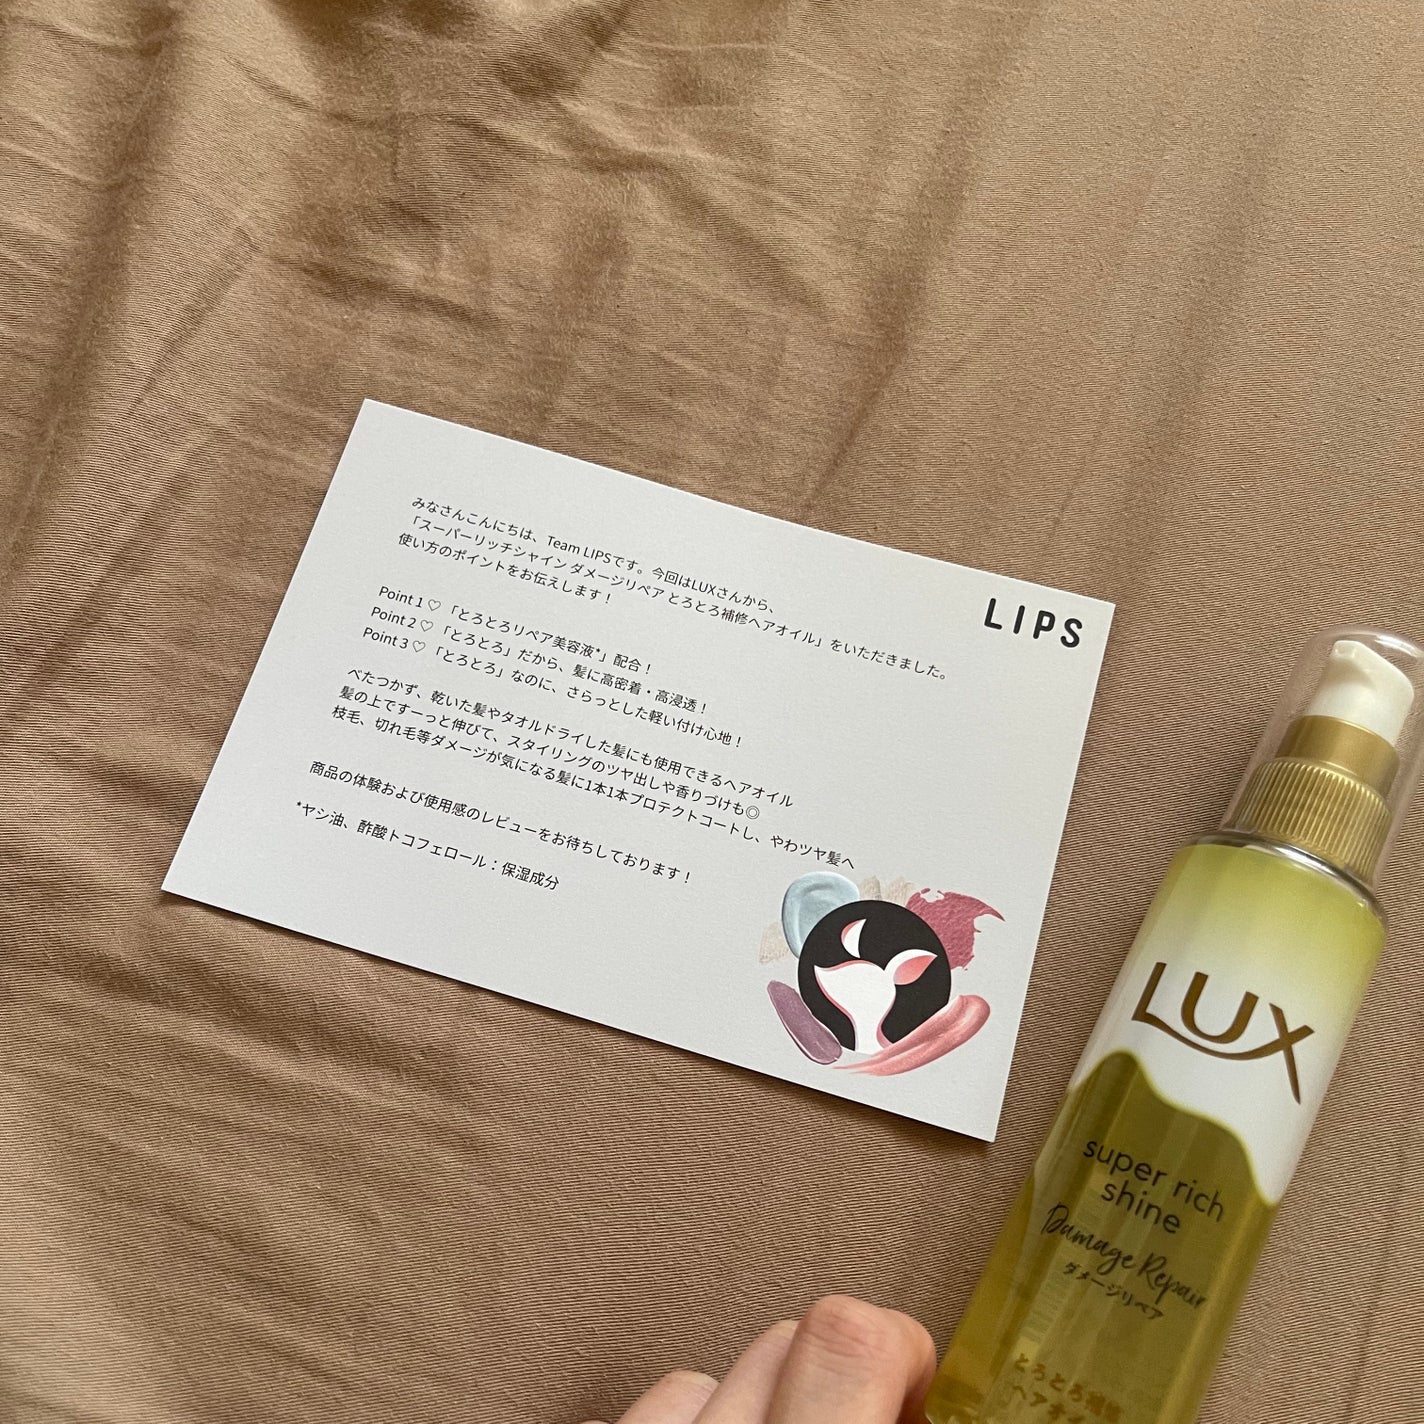 みなさんこんにちは、Team LIPSです。今回はLUXさんから、
「スーパーリッチシャイン ダメージリペア とろとろ補修ヘアオイル」をいただきました。
使い方のポイントをお伝えします！
Point 1 ♡ 「とろとろリペア美容液*」配合！
Point 2 ♡ 「とろとろ」だから、髪に高密着・高浸透！
Point 3 ♡ 「とろとろ」なのに、さらっとした軽い付け心地！
べたつかず、乾いた髪やタオルドライした髪にも使用できるヘアオイル
髪の上ですーっと伸びて、スタイリングのツヤ出しや香りづけも◎
枝毛、切れ毛等ダメージが気になる髪に1本1本プロテクトコートし、やわツヤ髪へ
商品の体験および使用感のレビューをお待ちしております！
*ヤシ油、酢酸トコフェロール：保湿成分
LIPS
LUX
super rich
shine
Damage Repair
ダメージリペア
とろとろ補修
ヘアオイル